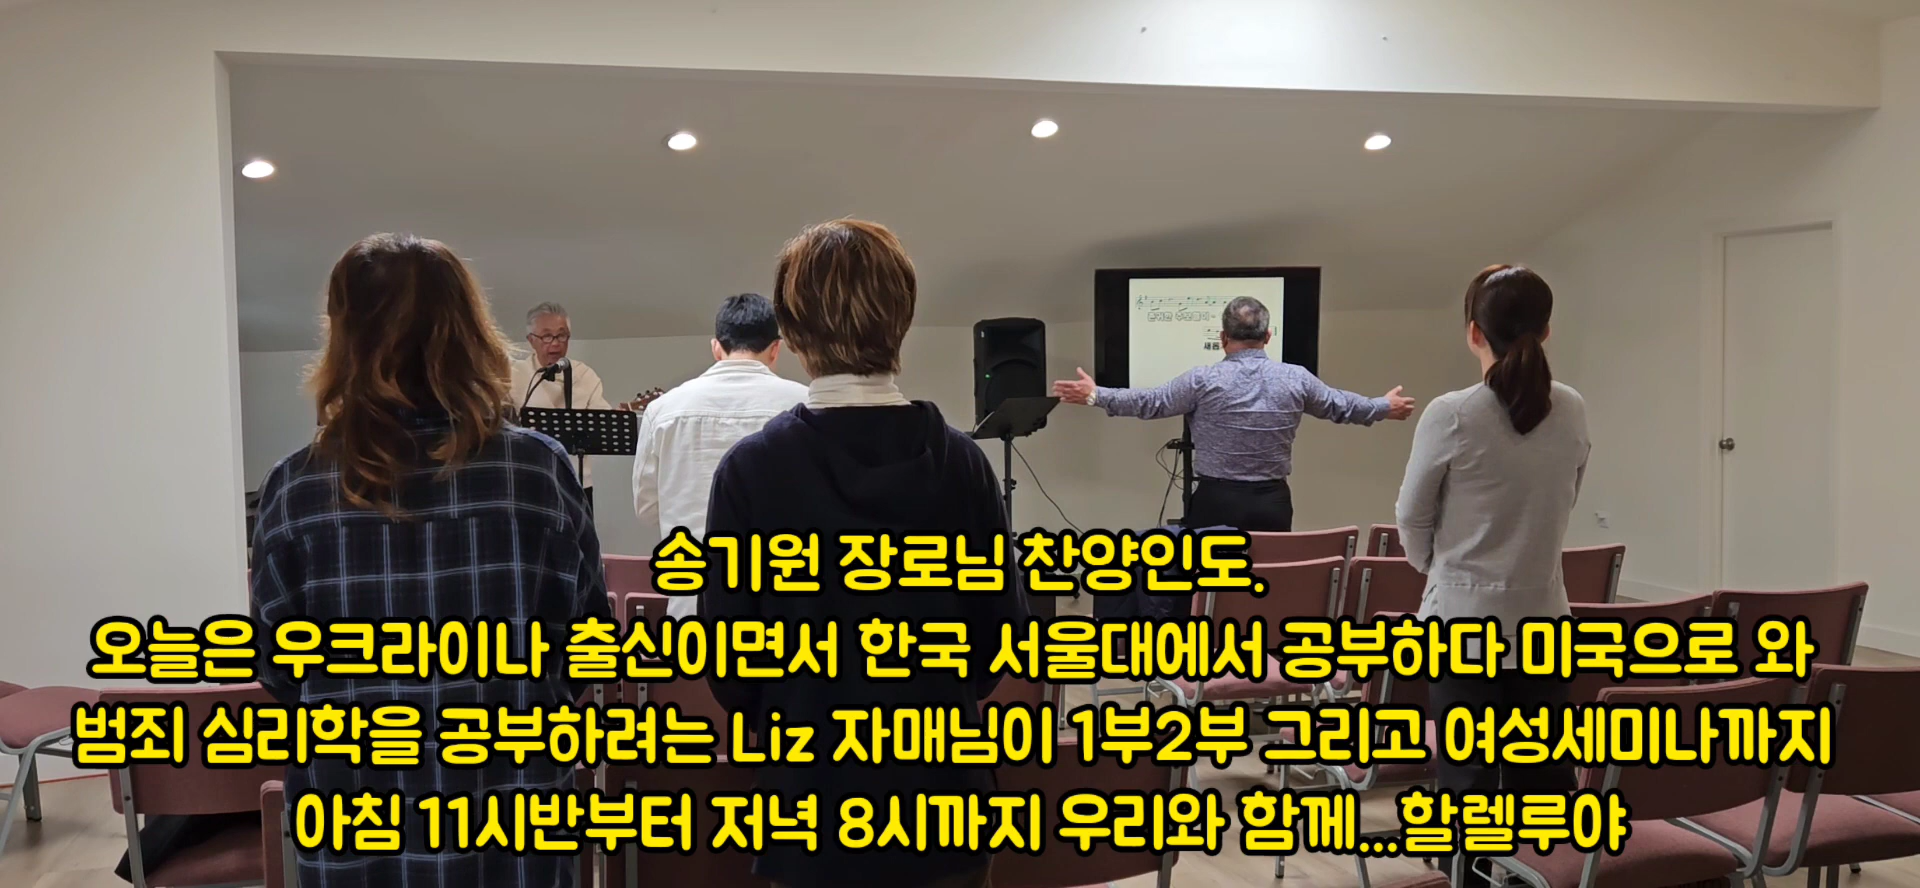 송기원 장로님 찬양인도.
오늘은 우크라이나 출신이면서 한국 서울대에서 공부하다 미국으로 와
범죄 심리학을 공부하려는 Liz 자매님이 1부2부 그리고 여성세미나까지
아침 11시반부터 저녁 8시까지 우리와 함께...할렐루야